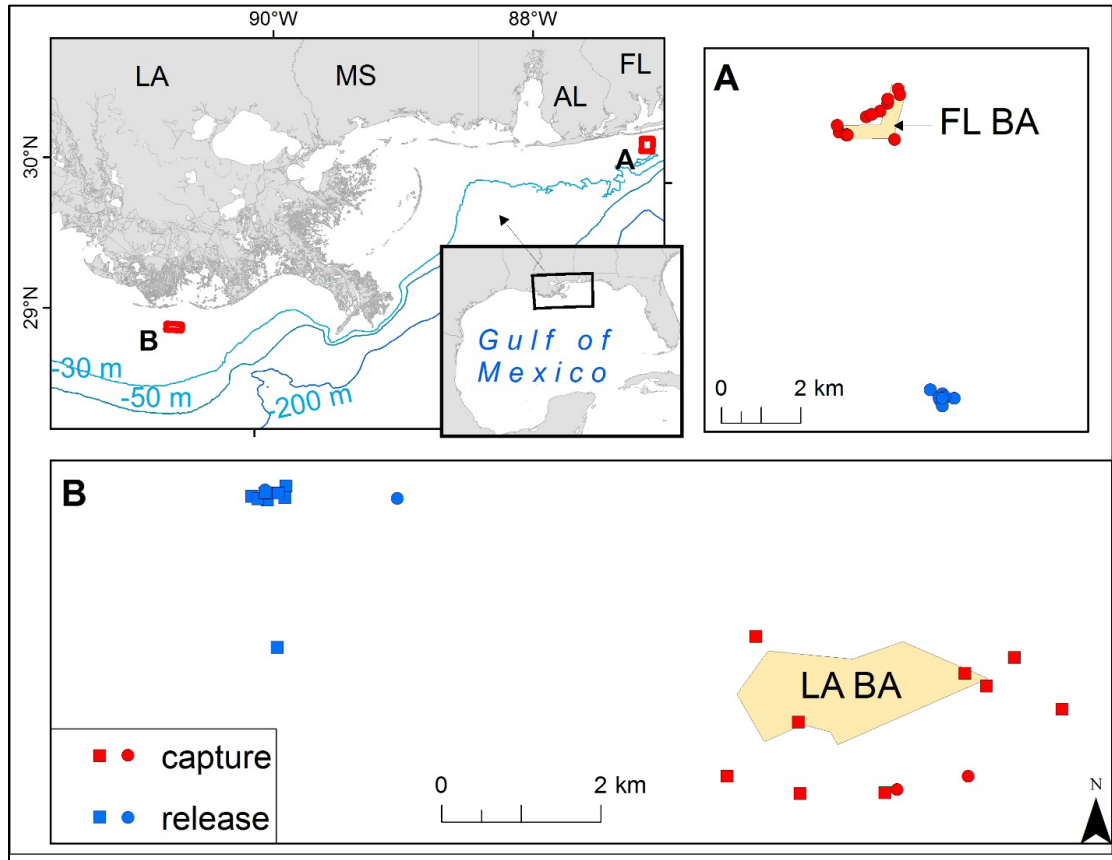 90°W
88°W
LA
MS
AL
FL
30°N
29°N
A
B
-30 m
-50 m
-200 m
Gulf of
Mexico
A
FL BA
0
2 km
B
LA BA
capture
release
0
2 km
N